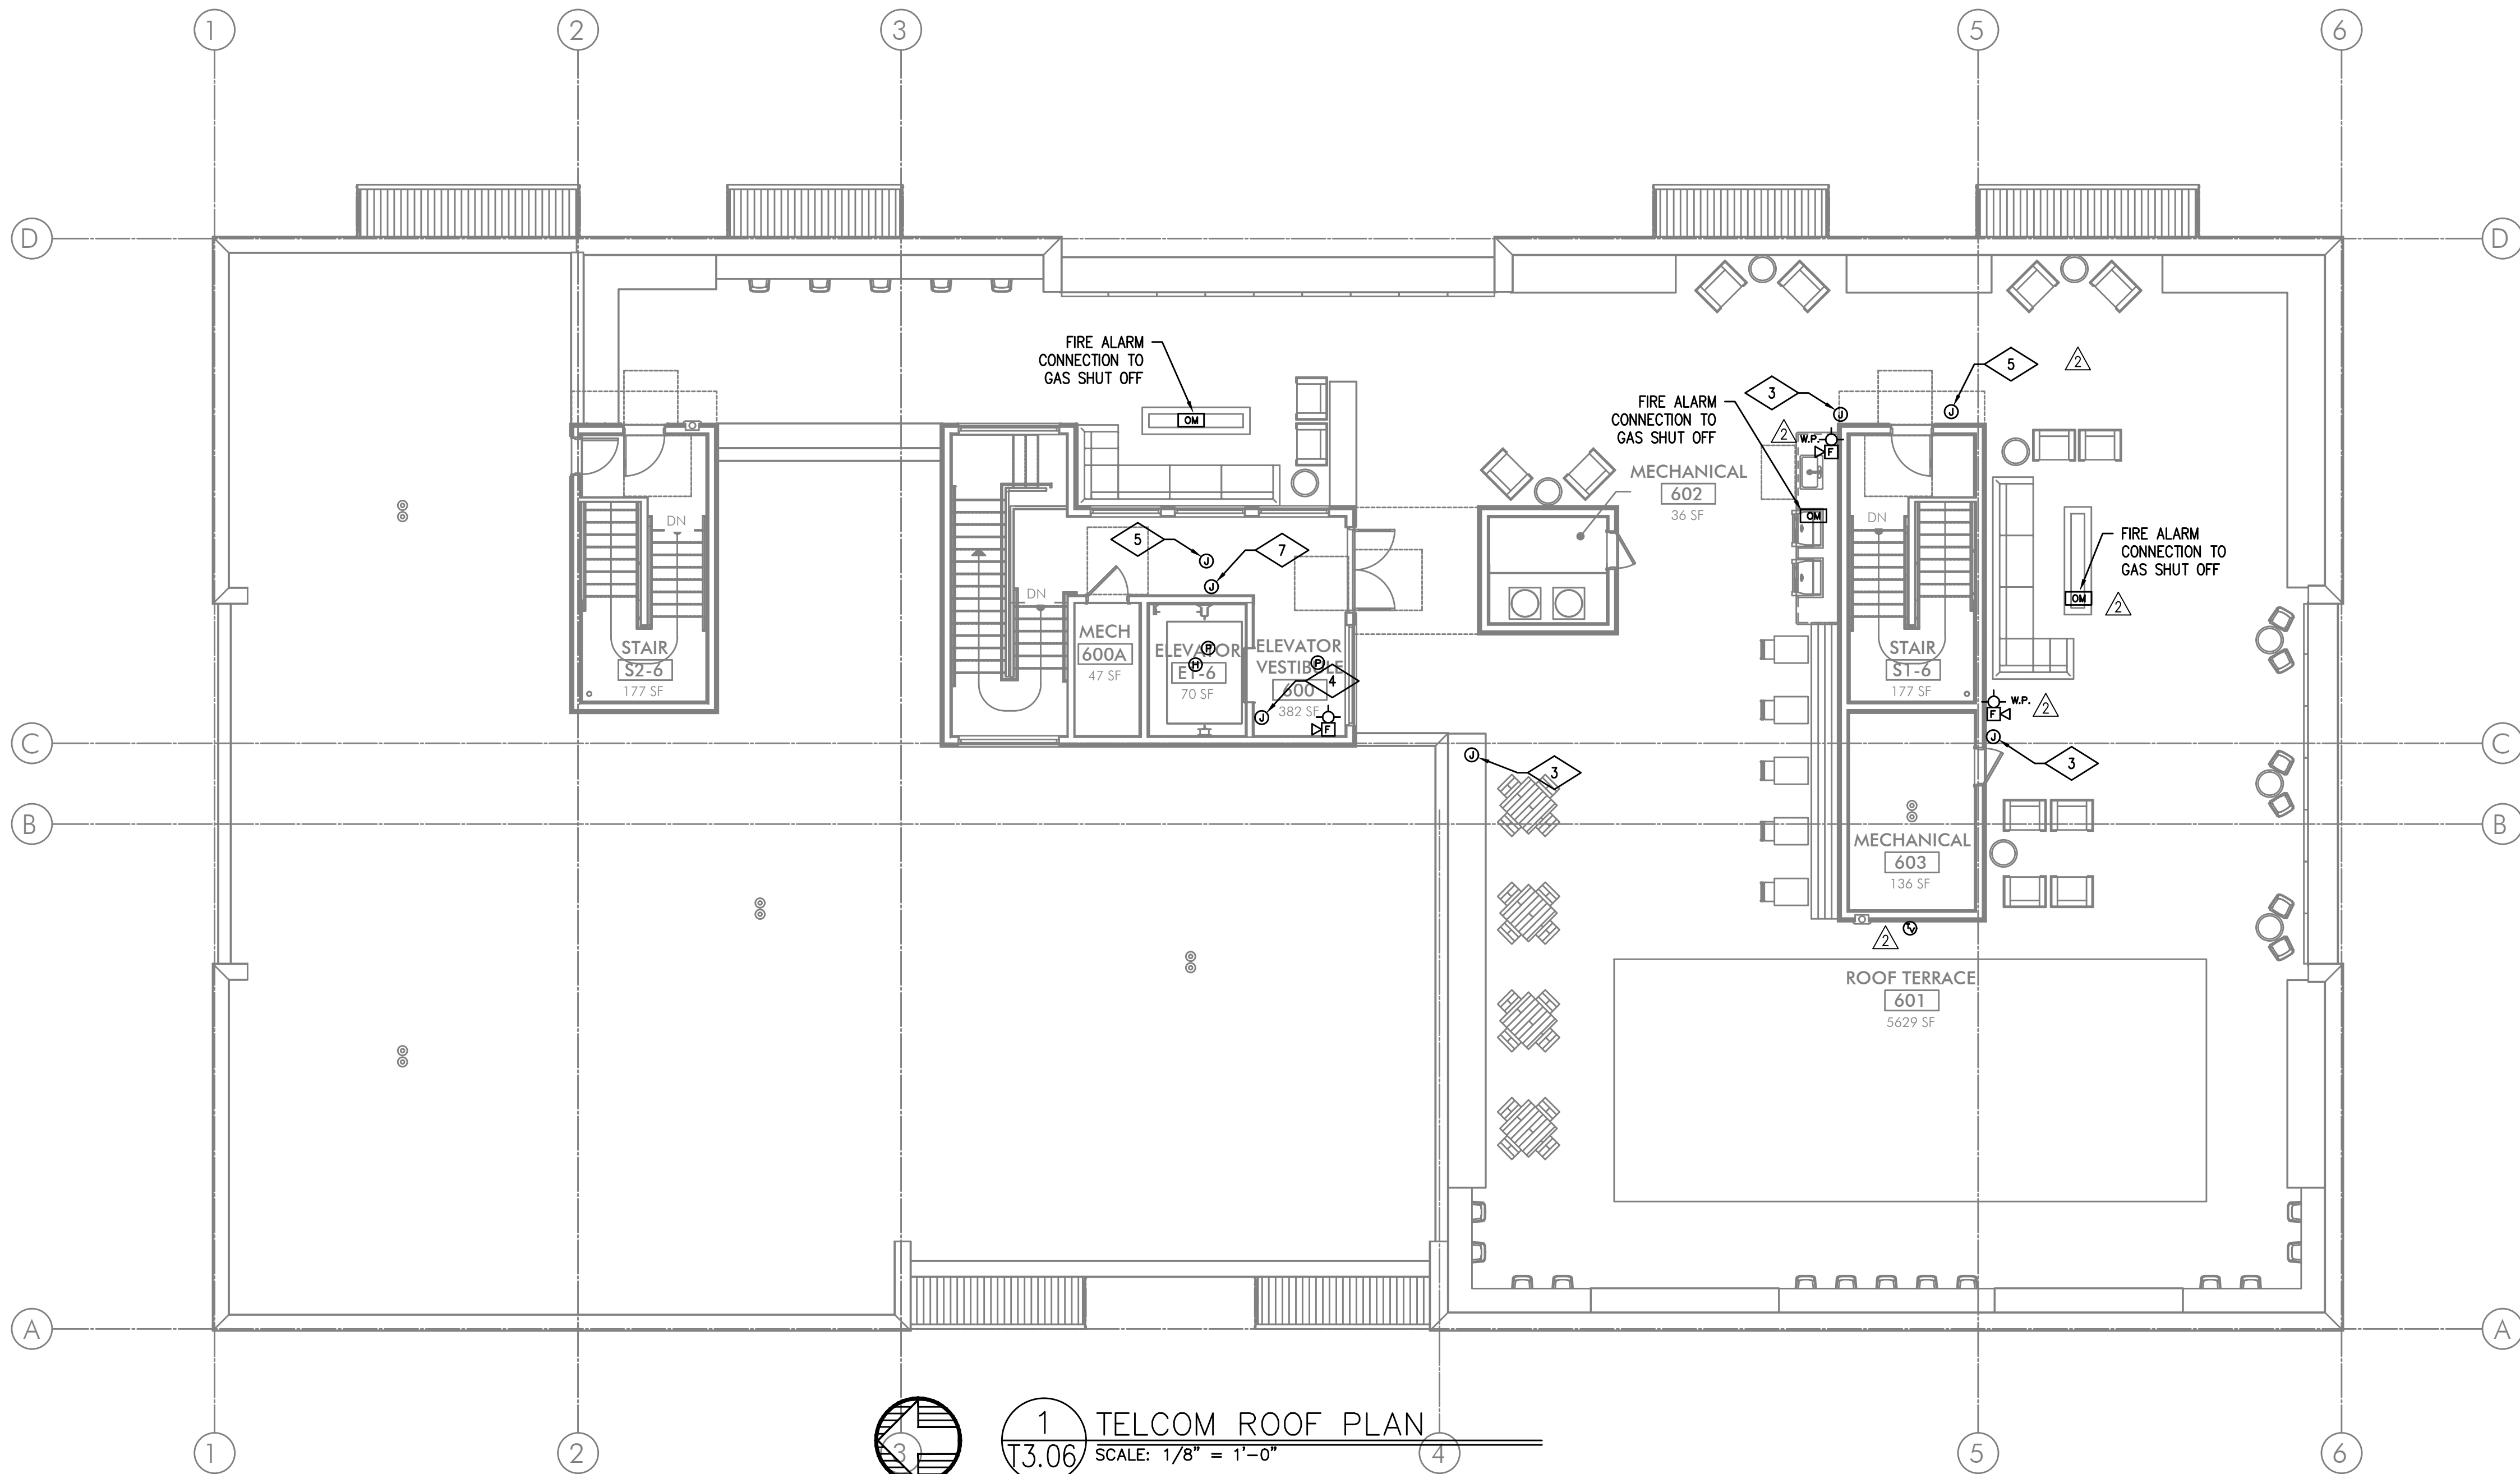 1
2
3
5
6
D
D
FIRE ALARM
CONNECTION TO
GAS SHUT OFF
OM
5
2
3
J
J
FIRE ALARM
CONNECTION TO
GAS SHUT OFF
2
W.P.
F
MECHANICAL
602
36 SF
OM
DN
DN
FIRE ALARM
CONNECTION TO
GAS SHUT OFF
OM
2
5
J
7
J
DN
MECH
600A
47 SF
ELEVATOR
E1-6
70 SF
R
H
ELEVATOR
VESTIBULE
600
382 SF
P
4
J
F
STAIR
S2-6
177 SF
STAIR
S1-6
177 SF
W.P.
F
2
J
3
C
C
J
3
B
B
MECHANICAL
603
136 SF
2
ROOF TERRACE
601
5629 SF
A
A
1
T3.06
TELCOM ROOF PLAN
SCALE: 1/8" = 1'-0"
1
2
3
4
5
6